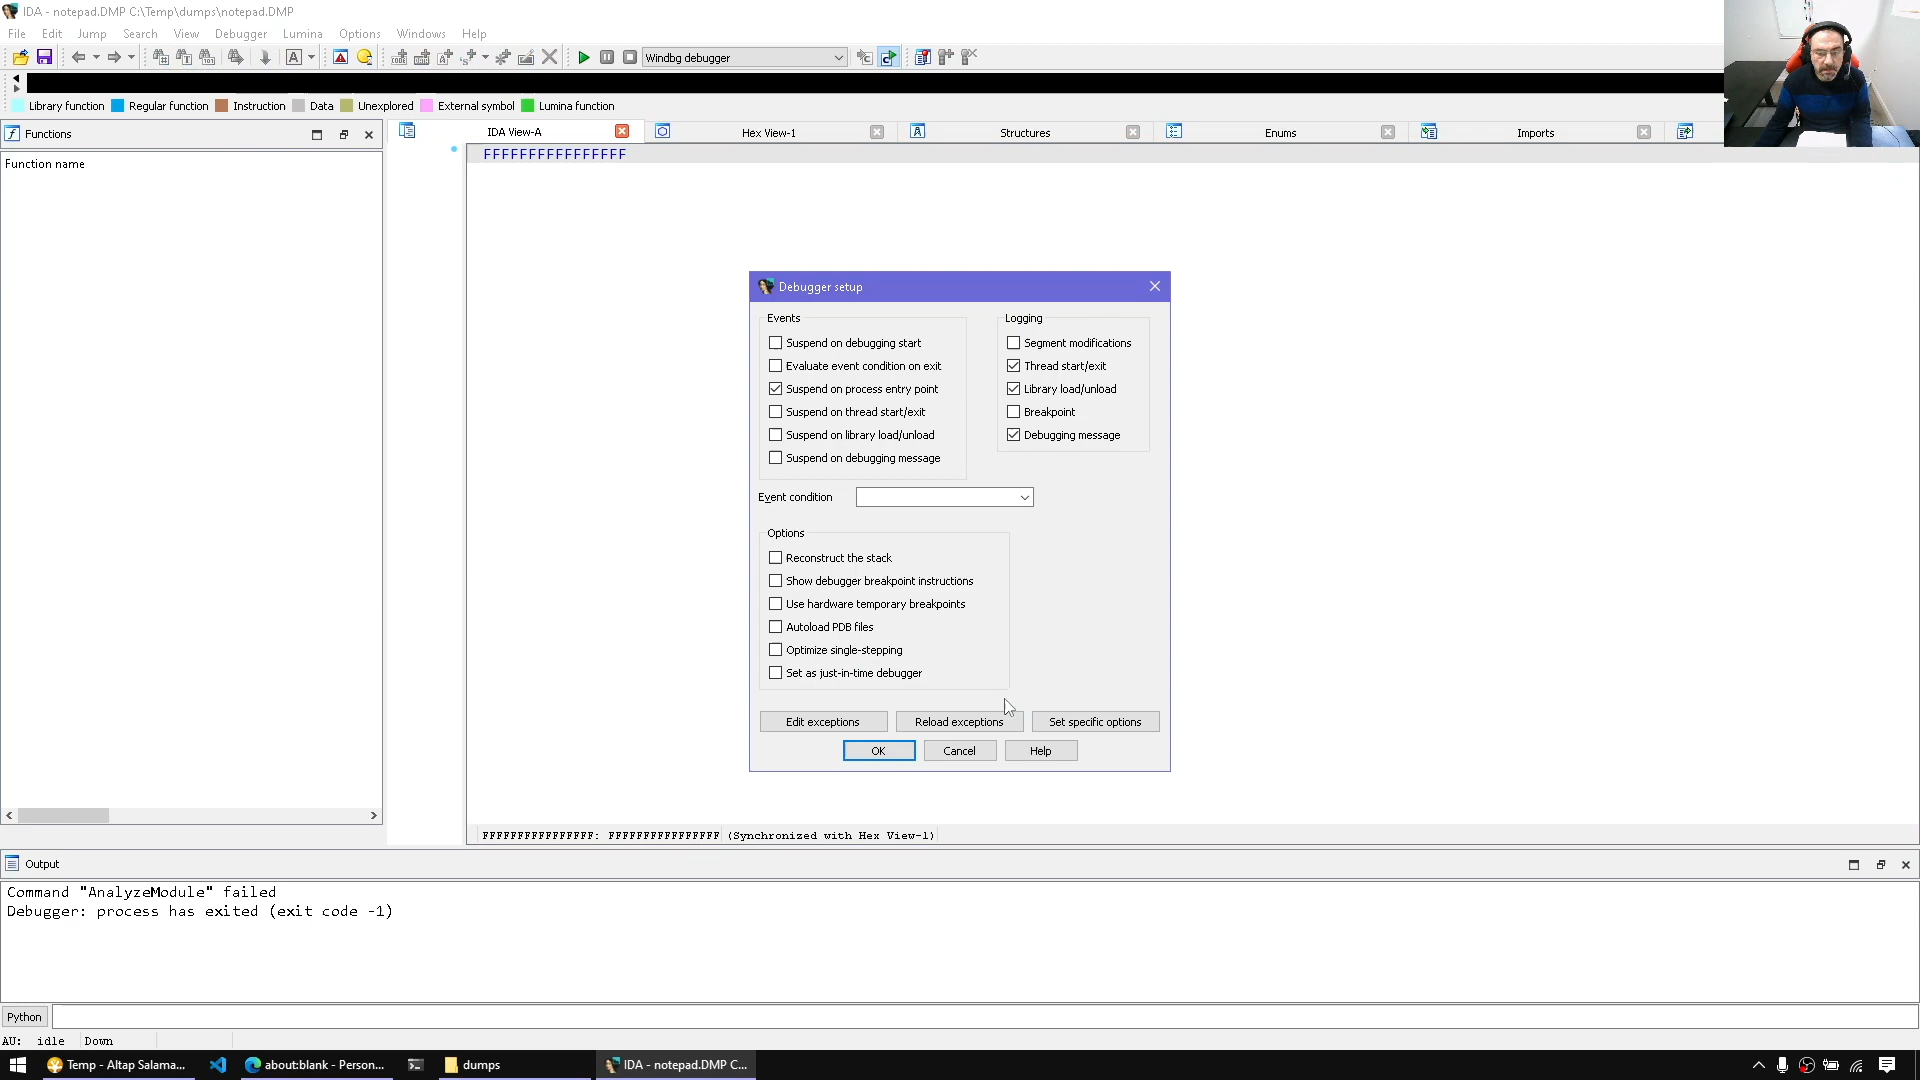 IDA - notepad.DMP C:\Temp\dumps\notepad.DMP
File Edit Jump Search View Debugger Lumina Options Windows Help
Windbg debugger
Library function Regular function Instruction Data Unexplored External symbol Lumina function
Functions
IDA View-A Hex View-1 Structures Enums Imports
Function name
FFFFFFFFFFFFFFFF
Debugger setup
Events
Suspend on debugging start
Evaluate event condition on exit
Suspend on process entry point
Suspend on thread start/exit
Suspend on library load/unload
Suspend on debugging message
Logging
Segment modifications
Thread start/exit
Library load/unload
Breakpoint
Debugging message
Event condition
Options
Reconstruct the stack
Show debugger breakpoint instructions
Use hardware temporary breakpoints
Autoload PDB files
Optimize single-stepping
Set as just-in-time debugger
Edit exceptions Reload exceptions Set specific options
OK Cancel Help
FFFFFFFFFFFFFFFF: FFFFFFFFFFFFFFFF (Synchronized with Hex View-1)
Output
Command "AnalyzeModule" failed
Debugger: process has exited (exit code -1)
Python
AU: idle Down
Temp - Altap Salama... about:blank - Person... dumps IDA - notepad.DMP C...